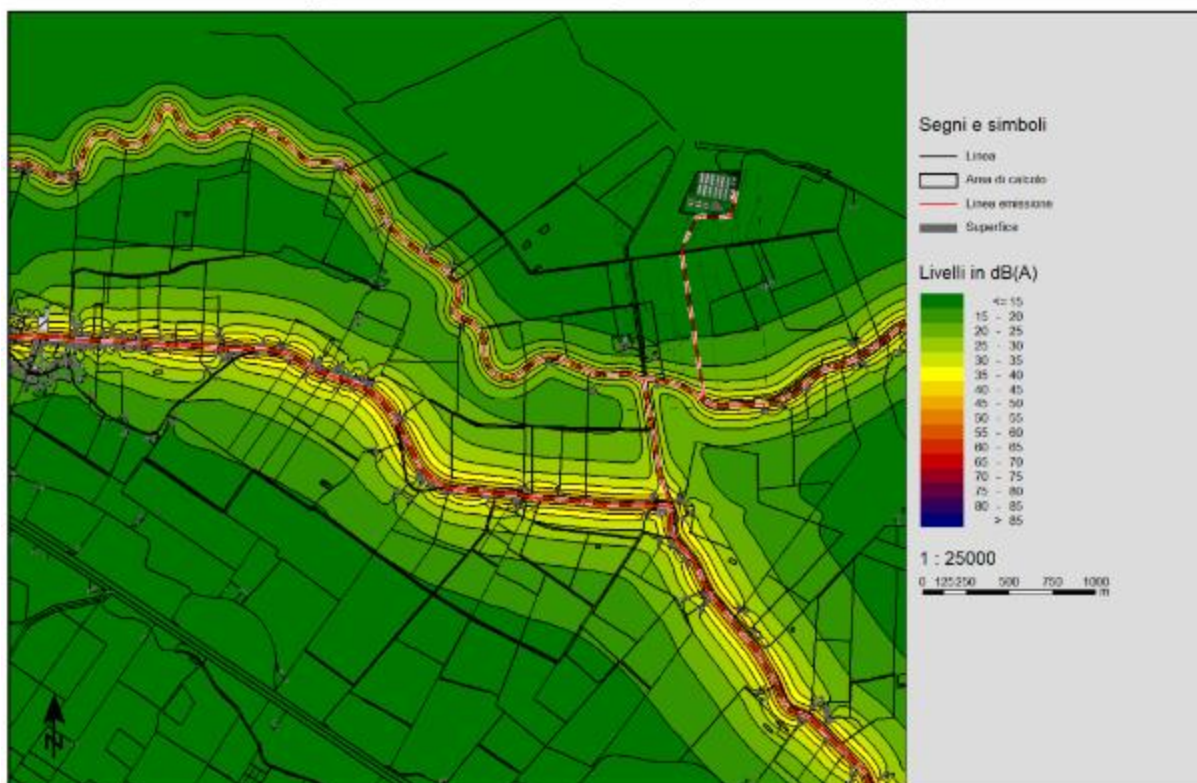 Segni e simboli
Linea
Area di calcolo
Linea emissione
Superfice
Livelli in dB(A)
<= 15
15 - 20
20 - 25
25 - 30
30 - 35
35 - 40
40 - 45
45 - 50
50 - 55
55 - 60
60 - 65
65 - 70
70 - 75
75 - 80
80 - 85
> 85
1 : 25000
0 125 250 500 750 1000
m
N